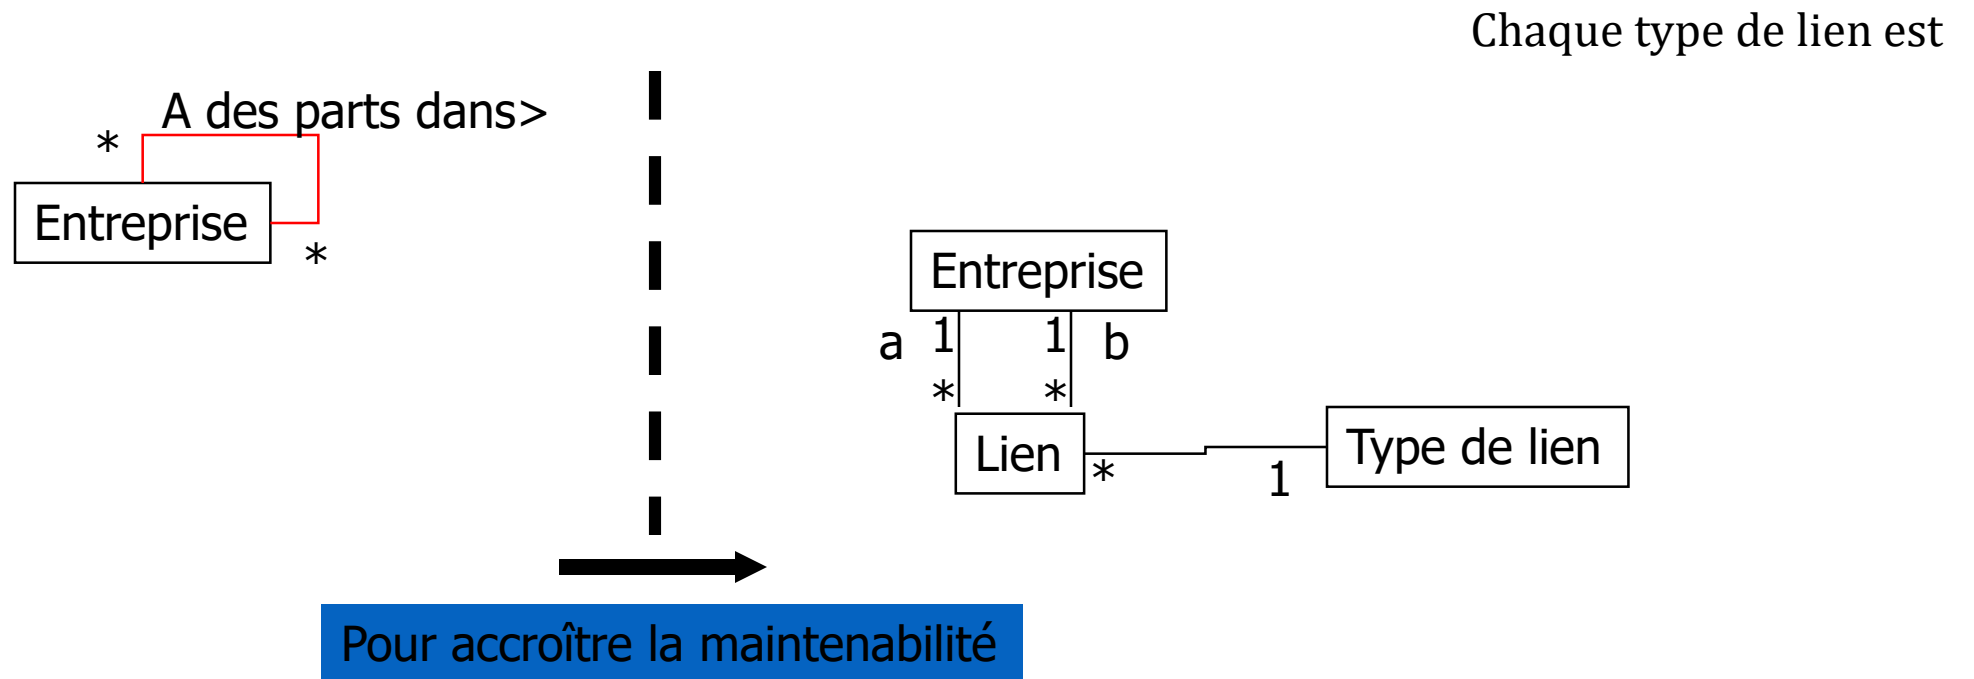 Chaque type de lien est
A des parts dans>
*
Entreprise
*
Entreprise
a 1 1 b
* *
Lien
Type de lien
* 1
Pour accroître la maintenabilité